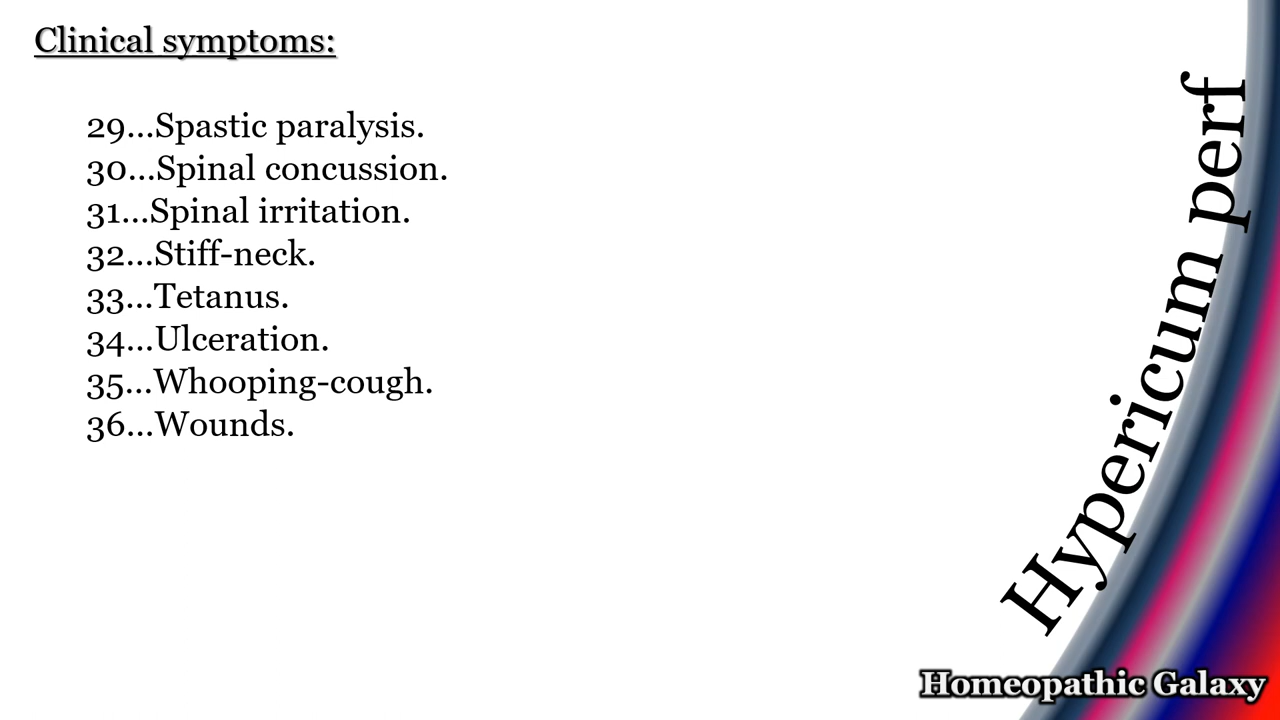 Clinical symptoms:
29...Spastic paralysis.
30...Spinal concussion.
31...Spinal irritation.
32...Stiff-neck.
33...Tetanus.
34...Ulceration.
35...Whooping-cough.
36...Wounds.
Hypericum perf
Homeopathic Galaxy